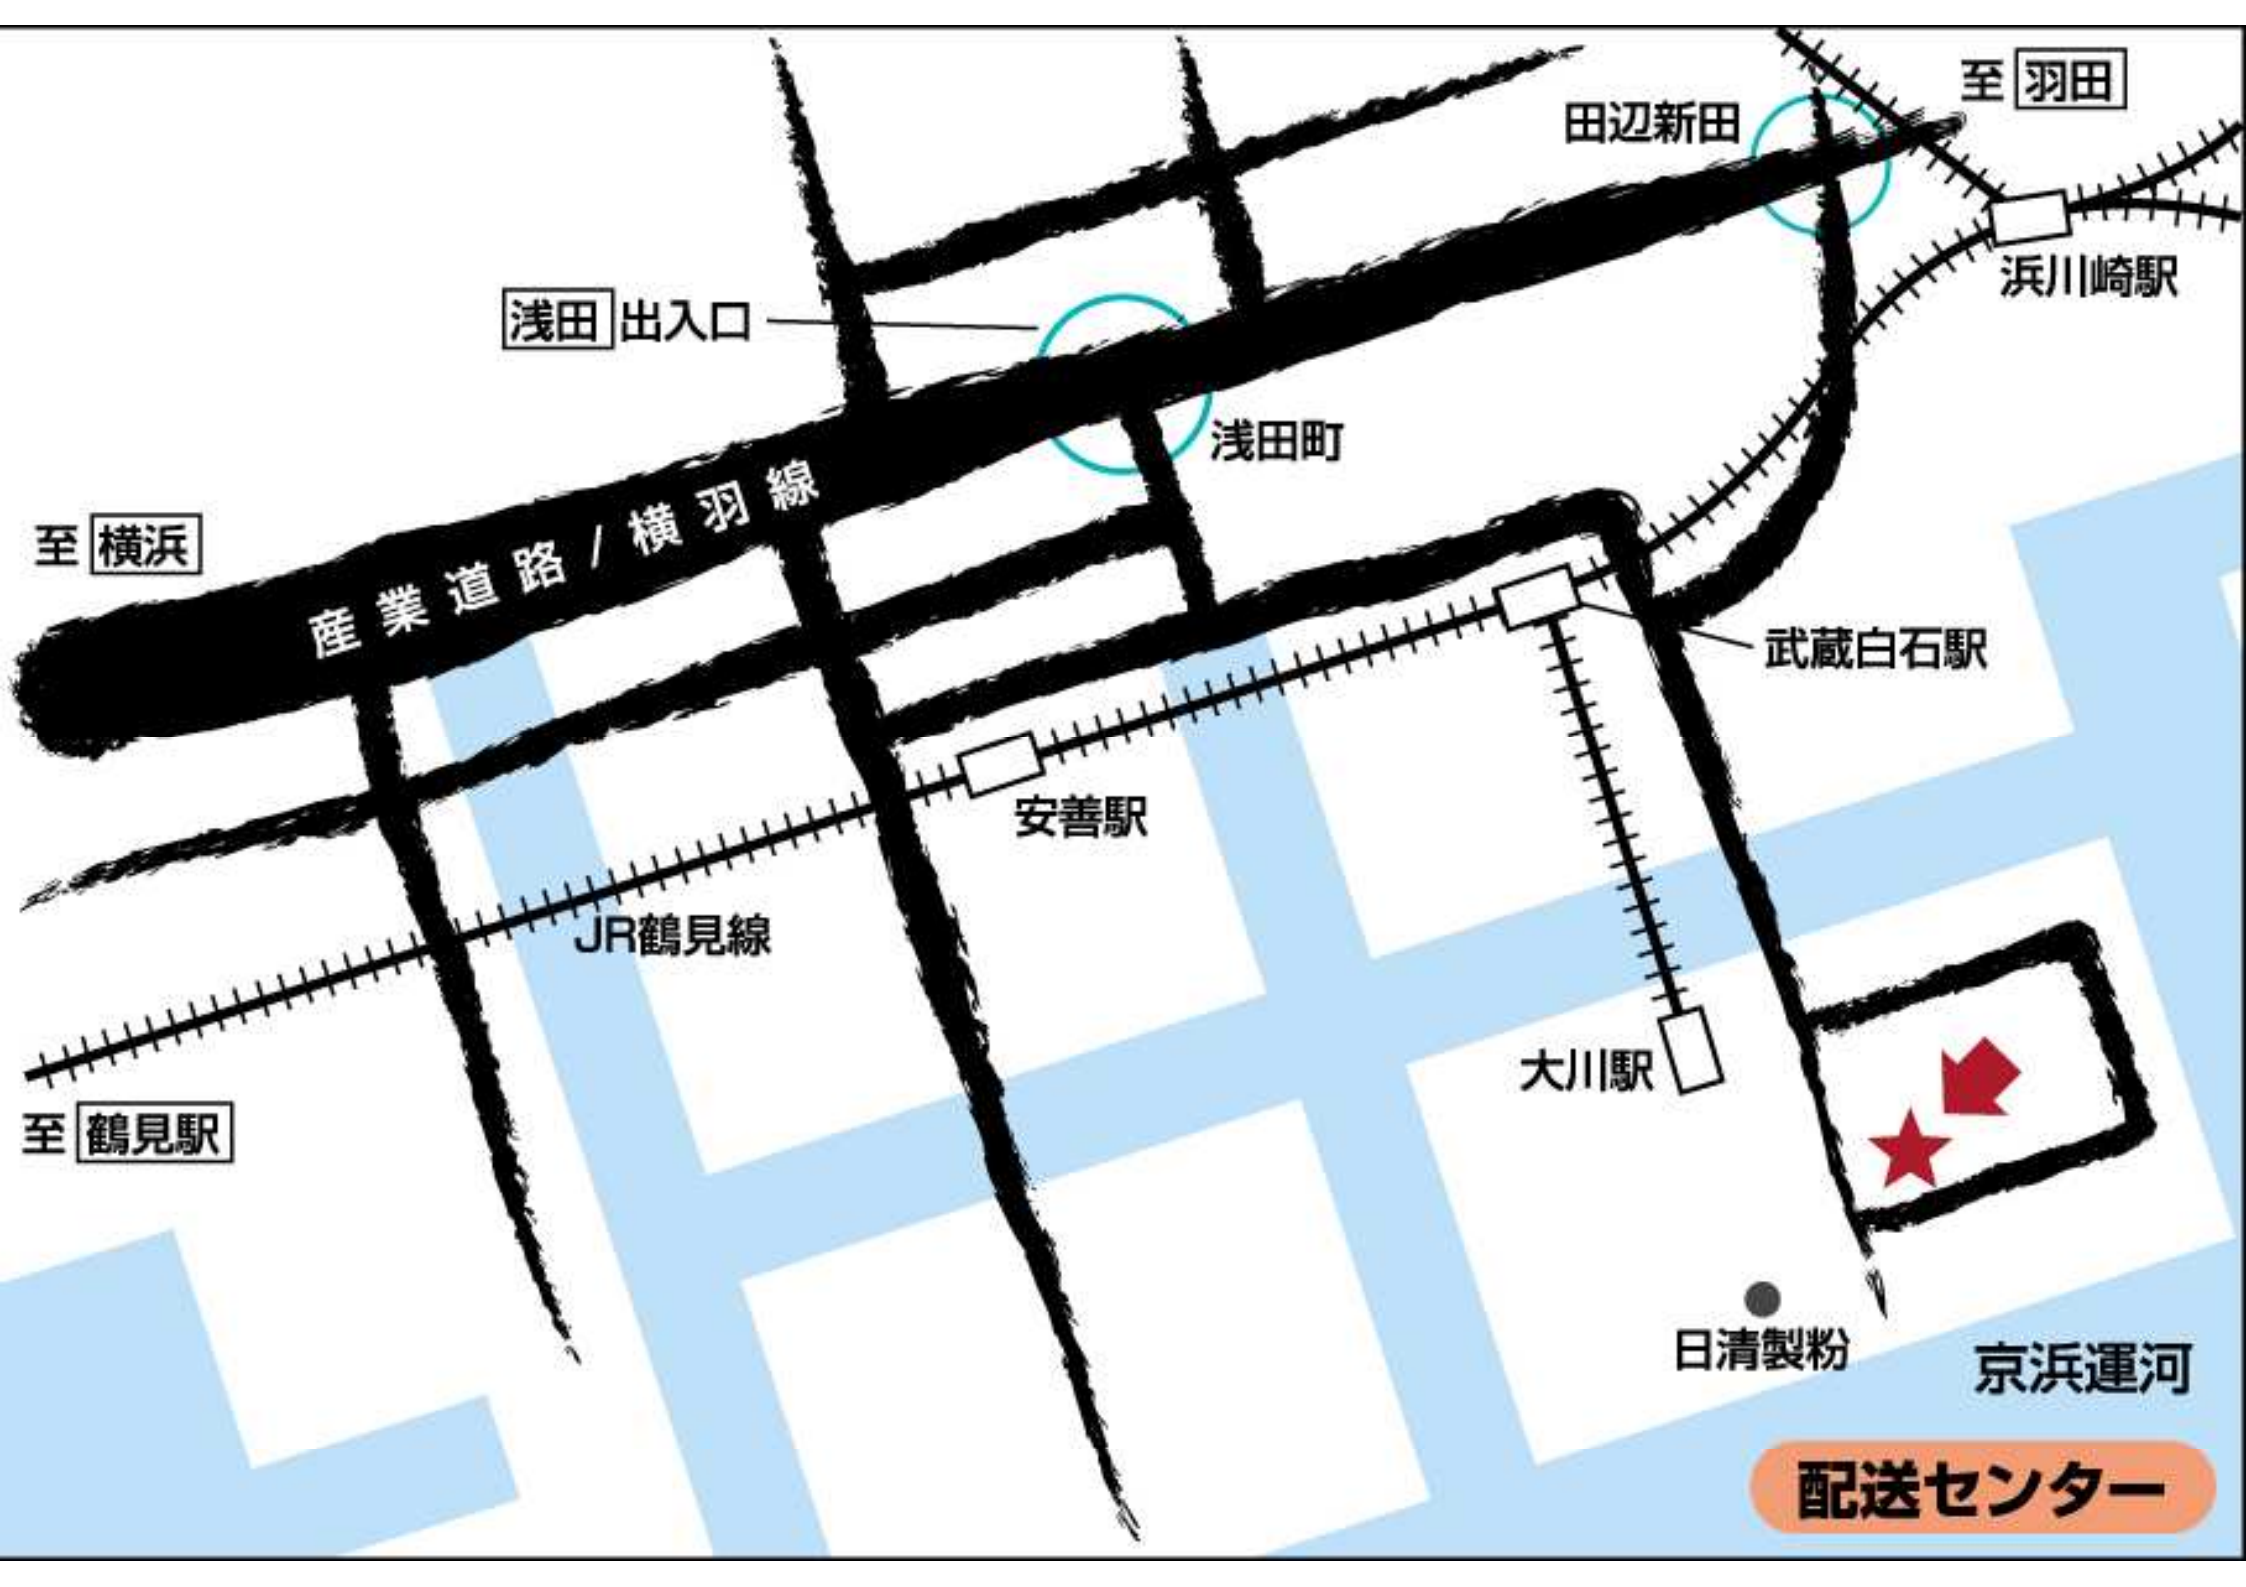 至 羽田
田辺新田
浜川崎駅
浅田 出入口
浅田町
産業道路/横羽線
至 横浜
武蔵白石駅
安善駅
JR鶴見線
大川駅
至 鶴見駅
日清製粉
京浜運河
配送センター